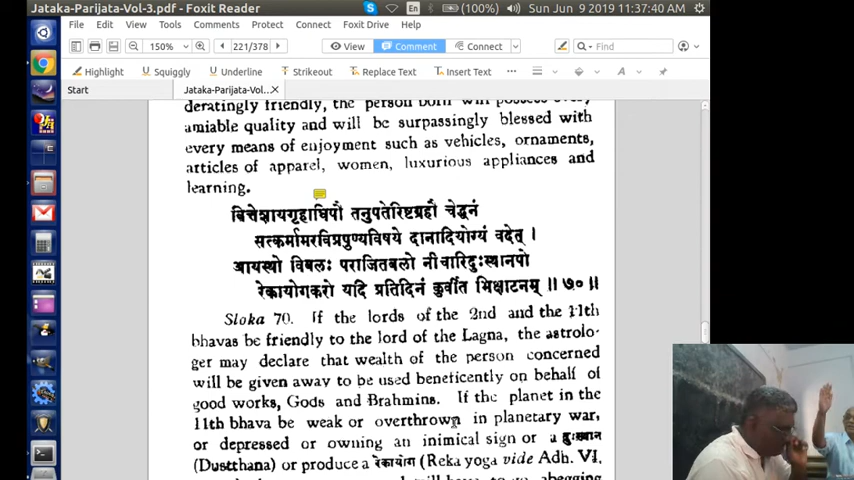 Jataka-Parijata-Vol-3.pdf - Foxit Reader
En
(100%)
Sun Jun 9 2019 11:37:40 AM
File Edit View Tools Comments Protect Connect Foxit Drive Help
150% 221/378 View Comment Connect Find
Highlight Squiggly Underline Strikeout Replace Text Insert Text ... A
Start Jataka-Parijata-Vol-3....
deratingly friendly, the person born will possess every
amiable quality and will be surpassingly blessed with
every means of enjoyment such as vehicles, ornaments,
articles of apparel, women, luxurious appliances and
learning.
वित्तेशायगृहाधिपौ तनुपतेरिष्टग्रहौ चेद्धनं
सत्कर्मामरविप्रपुण्यविषये दानादियोग्यं वदेत् ।
आयस्थो विबलः पराजितबलो नीचारिदुःस्थानपो
रेकायोगकरो यदि प्रतिदिनं कुर्वीत भिक्षाटनम् ॥ ७० ॥
Sloka 70. If the lords of the 2nd and the 11th
bhavas be friendly to the lord of the Lagna, the astrolo-
ger may declare that wealth of the person concerned
will be given away to be used beneficently on behalf of
good works, Gods and Brahmins. If the planet in the
11th bhava be weak or overthrown in planetary war,
or depressed or owning an inimical sign or a दुःस्थान
(Dustthana) or produce a रेकायोग (Reka yoga vide Adh. VI,